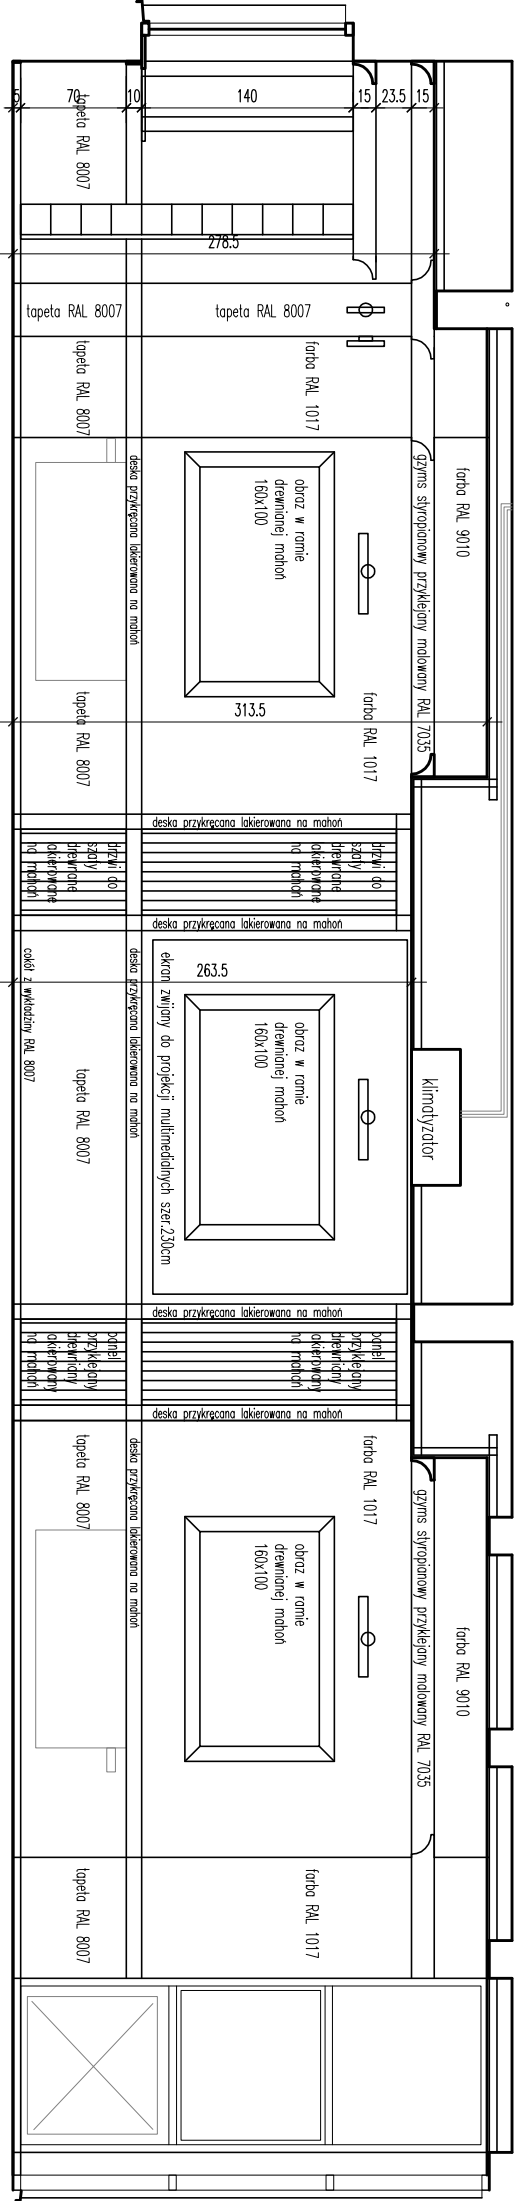 5
70
10
140
15
23.5
15
tapeta RAL 8007
278.5
tapeta RAL 8007
tapeta RAL 8007
tapeta RAL 8007
farba RAL 1017
deska przykręcana lakierowana na mahoń
obraz w ramie
drewnianej mahoń
160x100
gzyms styropianowy przyklejany malowany RAL 7035
farba RAL 9010
tapeta RAL 8007
313.5
farba RAL 1017
deska przykręcana lakierowana na mahoń
drzwi do
szafy
drewniane
lakierowane
na mahoń
drzwi do
szafy
drewniane
lakierowane
na mahoń
deska przykręcana lakierowana na mahoń
cokół z wykładziny RAL 8007
tapeta RAL 8007
deska przykręcana lakierowana na mahoń
ekran zwijany do projekcji multimedialnych szer.230cm
263.5
obraz w ramie
drewnianej mahoń
160x100
klimatyzator
deska przykręcana lakierowana na mahoń
panel
przyklejany
drewniany
lakierowany
na mahoń
panel
przyklejany
drewniany
lakierowany
na mahoń
deska przykręcana lakierowana na mahoń
tapeta RAL 8007
deska przykręcana lakierowana na mahoń
farba RAL 1017
obraz w ramie
drewnianej mahoń
160x100
gzyms styropianowy przyklejany malowany RAL 7035
farba RAL 9010
tapeta RAL 8007
farba RAL 1017